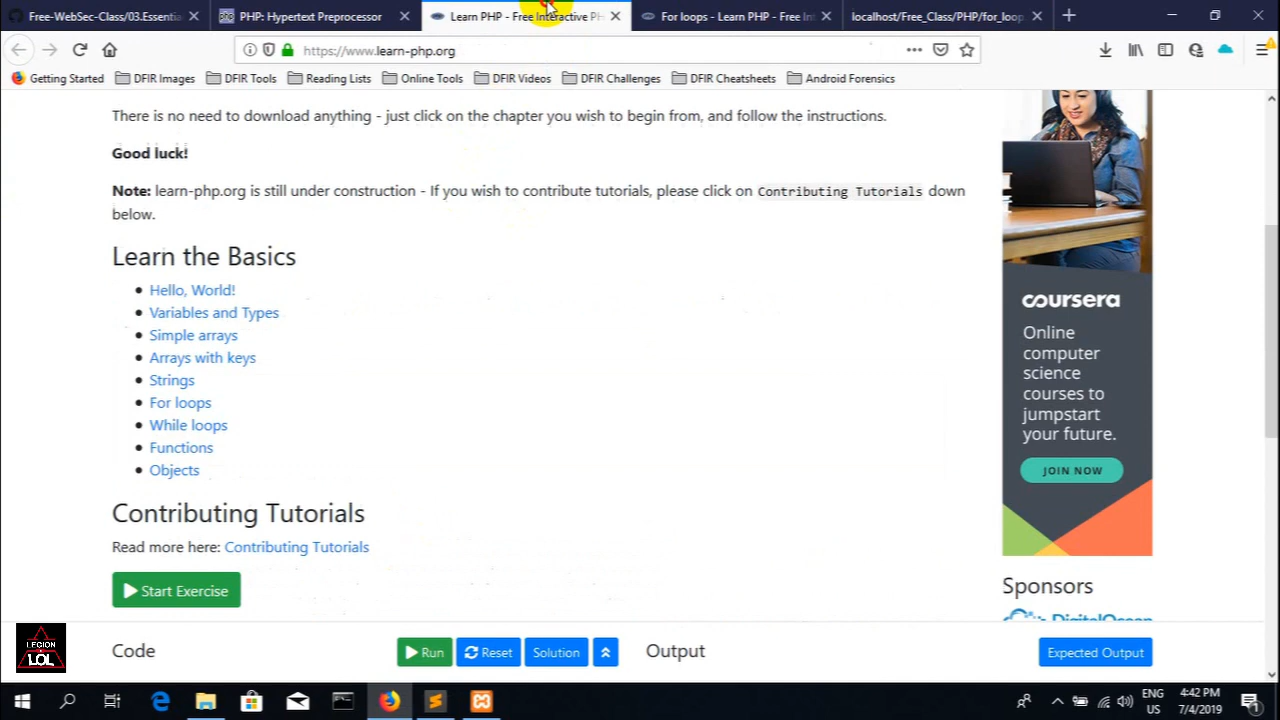 Free-WebSec-Class/03.Essentia
PHP: Hypertext Preprocessor
Learn PHP - Free Interactive PH
For loops - Learn PHP - Free Int
localhost/Free_Class/PHP/for_loop
https://www.learn-php.org
Getting Started
DFIR Images
DFIR Tools
Reading Lists
Online Tools
DFIR Videos
DFIR Challenges
DFIR Cheatsheets
Android Forensics
There is no need to download anything - just click on the chapter you wish to begin from, and follow the instructions.
Good luck!
Note: learn-php.org is still under construction - If you wish to contribute tutorials, please click on Contributing Tutorials down
below.
Learn the Basics
Hello, World!
Variables and Types
Simple arrays
Arrays with keys
Strings
For loops
While loops
Functions
Objects
Contributing Tutorials
Read more here: Contributing Tutorials
Start Exercise
coursera
Online
computer
science
courses to
jumpstart
your future.
JOIN NOW
Sponsors
DigitalOcean
Code
Run
Reset
Solution
Output
Expected Output
LEGION
LOL
ENG
US
4:42 PM
7/4/2019
1